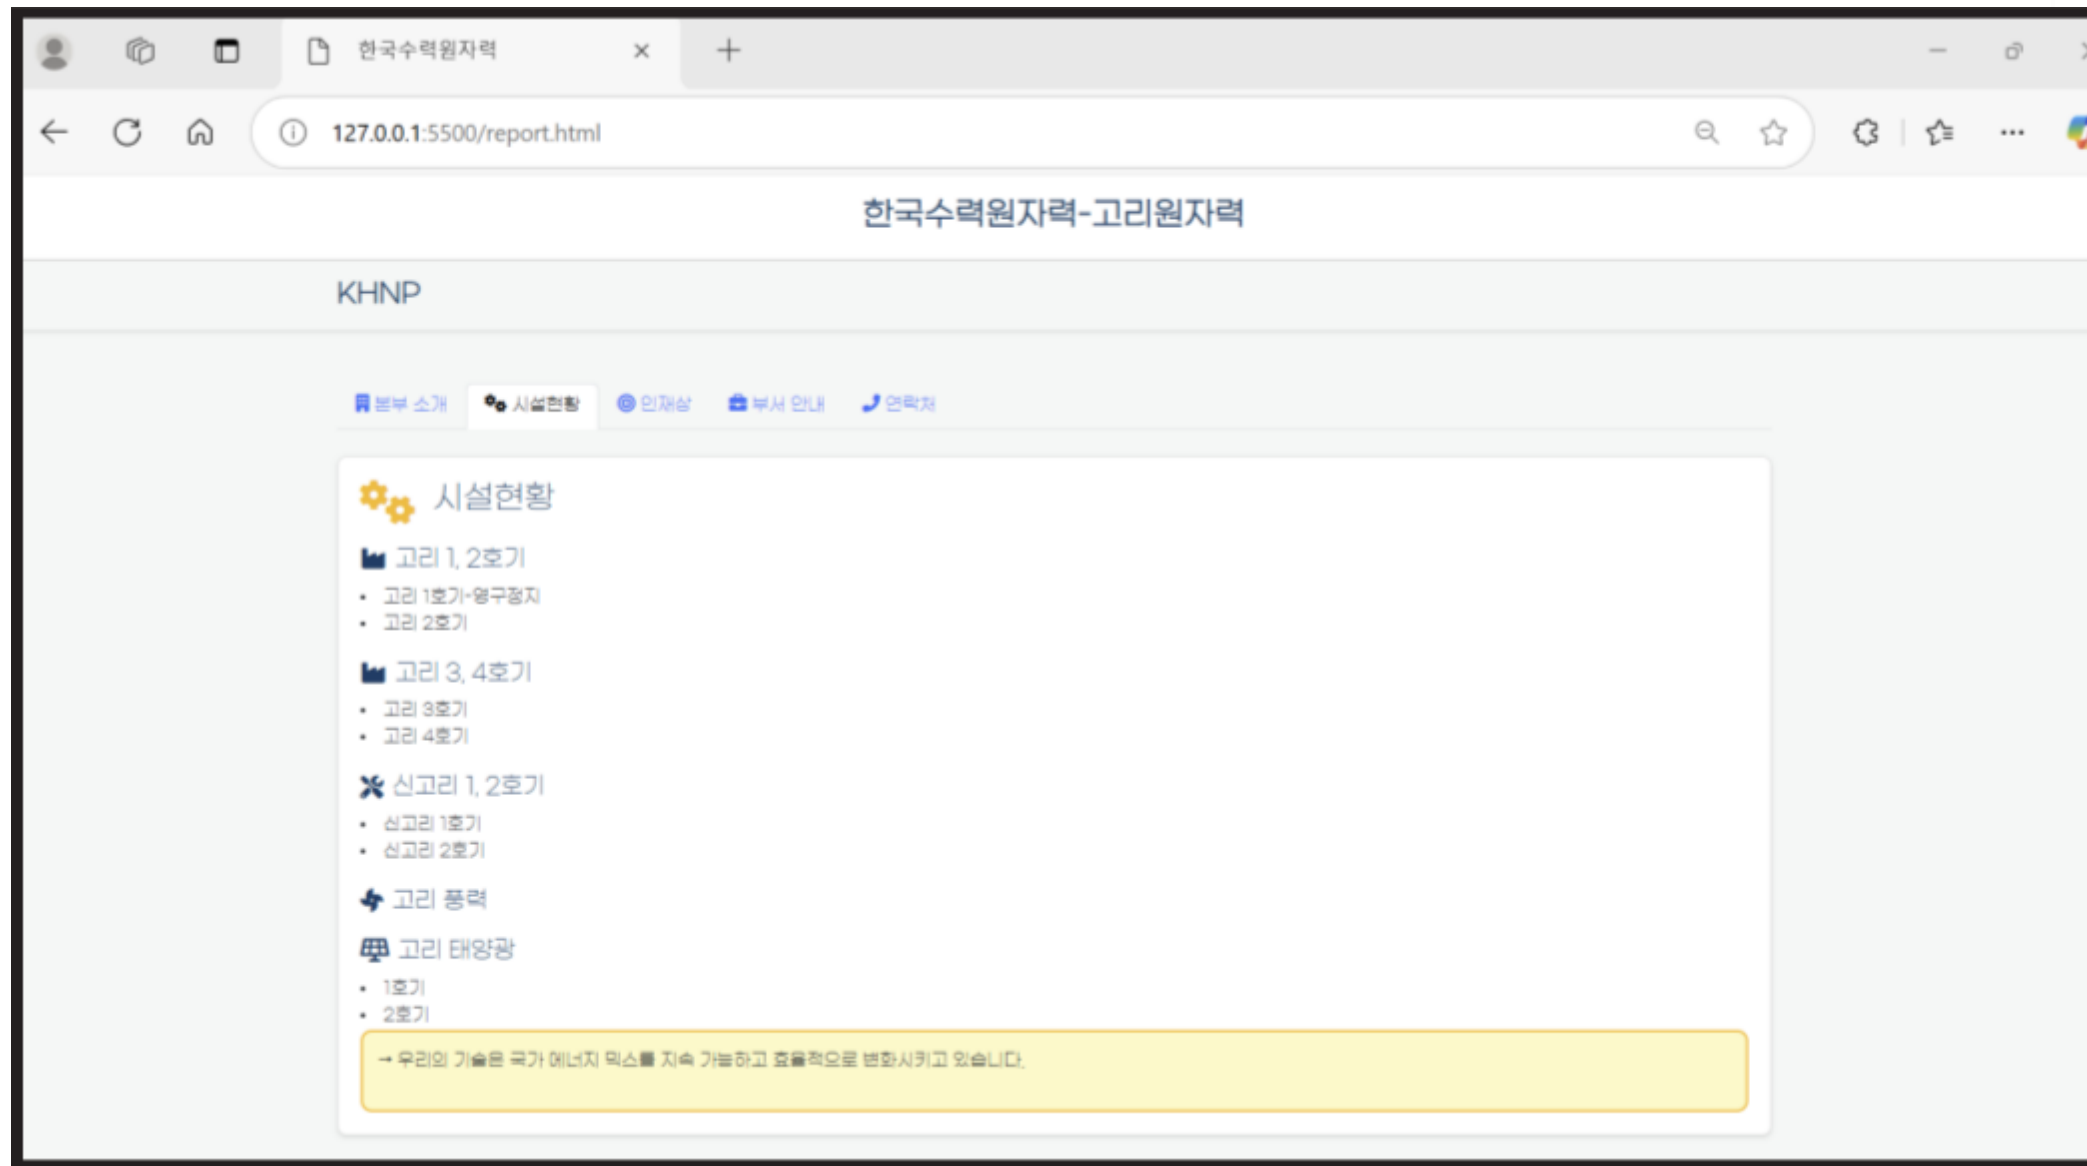 한국수력원자력
127.0.0.1:5500/report.html
한국수력원자력-고리원자력
KHNP
본부 소개 시설현황 인재상 부서 안내 연락처
시설현황
고리 1, 2호기
• 고리 1호기-영구정지
• 고리 2호기
고리 3, 4호기
• 고리 3호기
• 고리 4호기
신고리 1, 2호기
• 신고리 1호기
• 신고리 2호기
고리 풍력
고리 태양광
• 1호기
• 2호기
→ 우리의 기술은 국가 에너지 믹스를 지속 가능하고 효율적으로 변화시키고 있습니다.